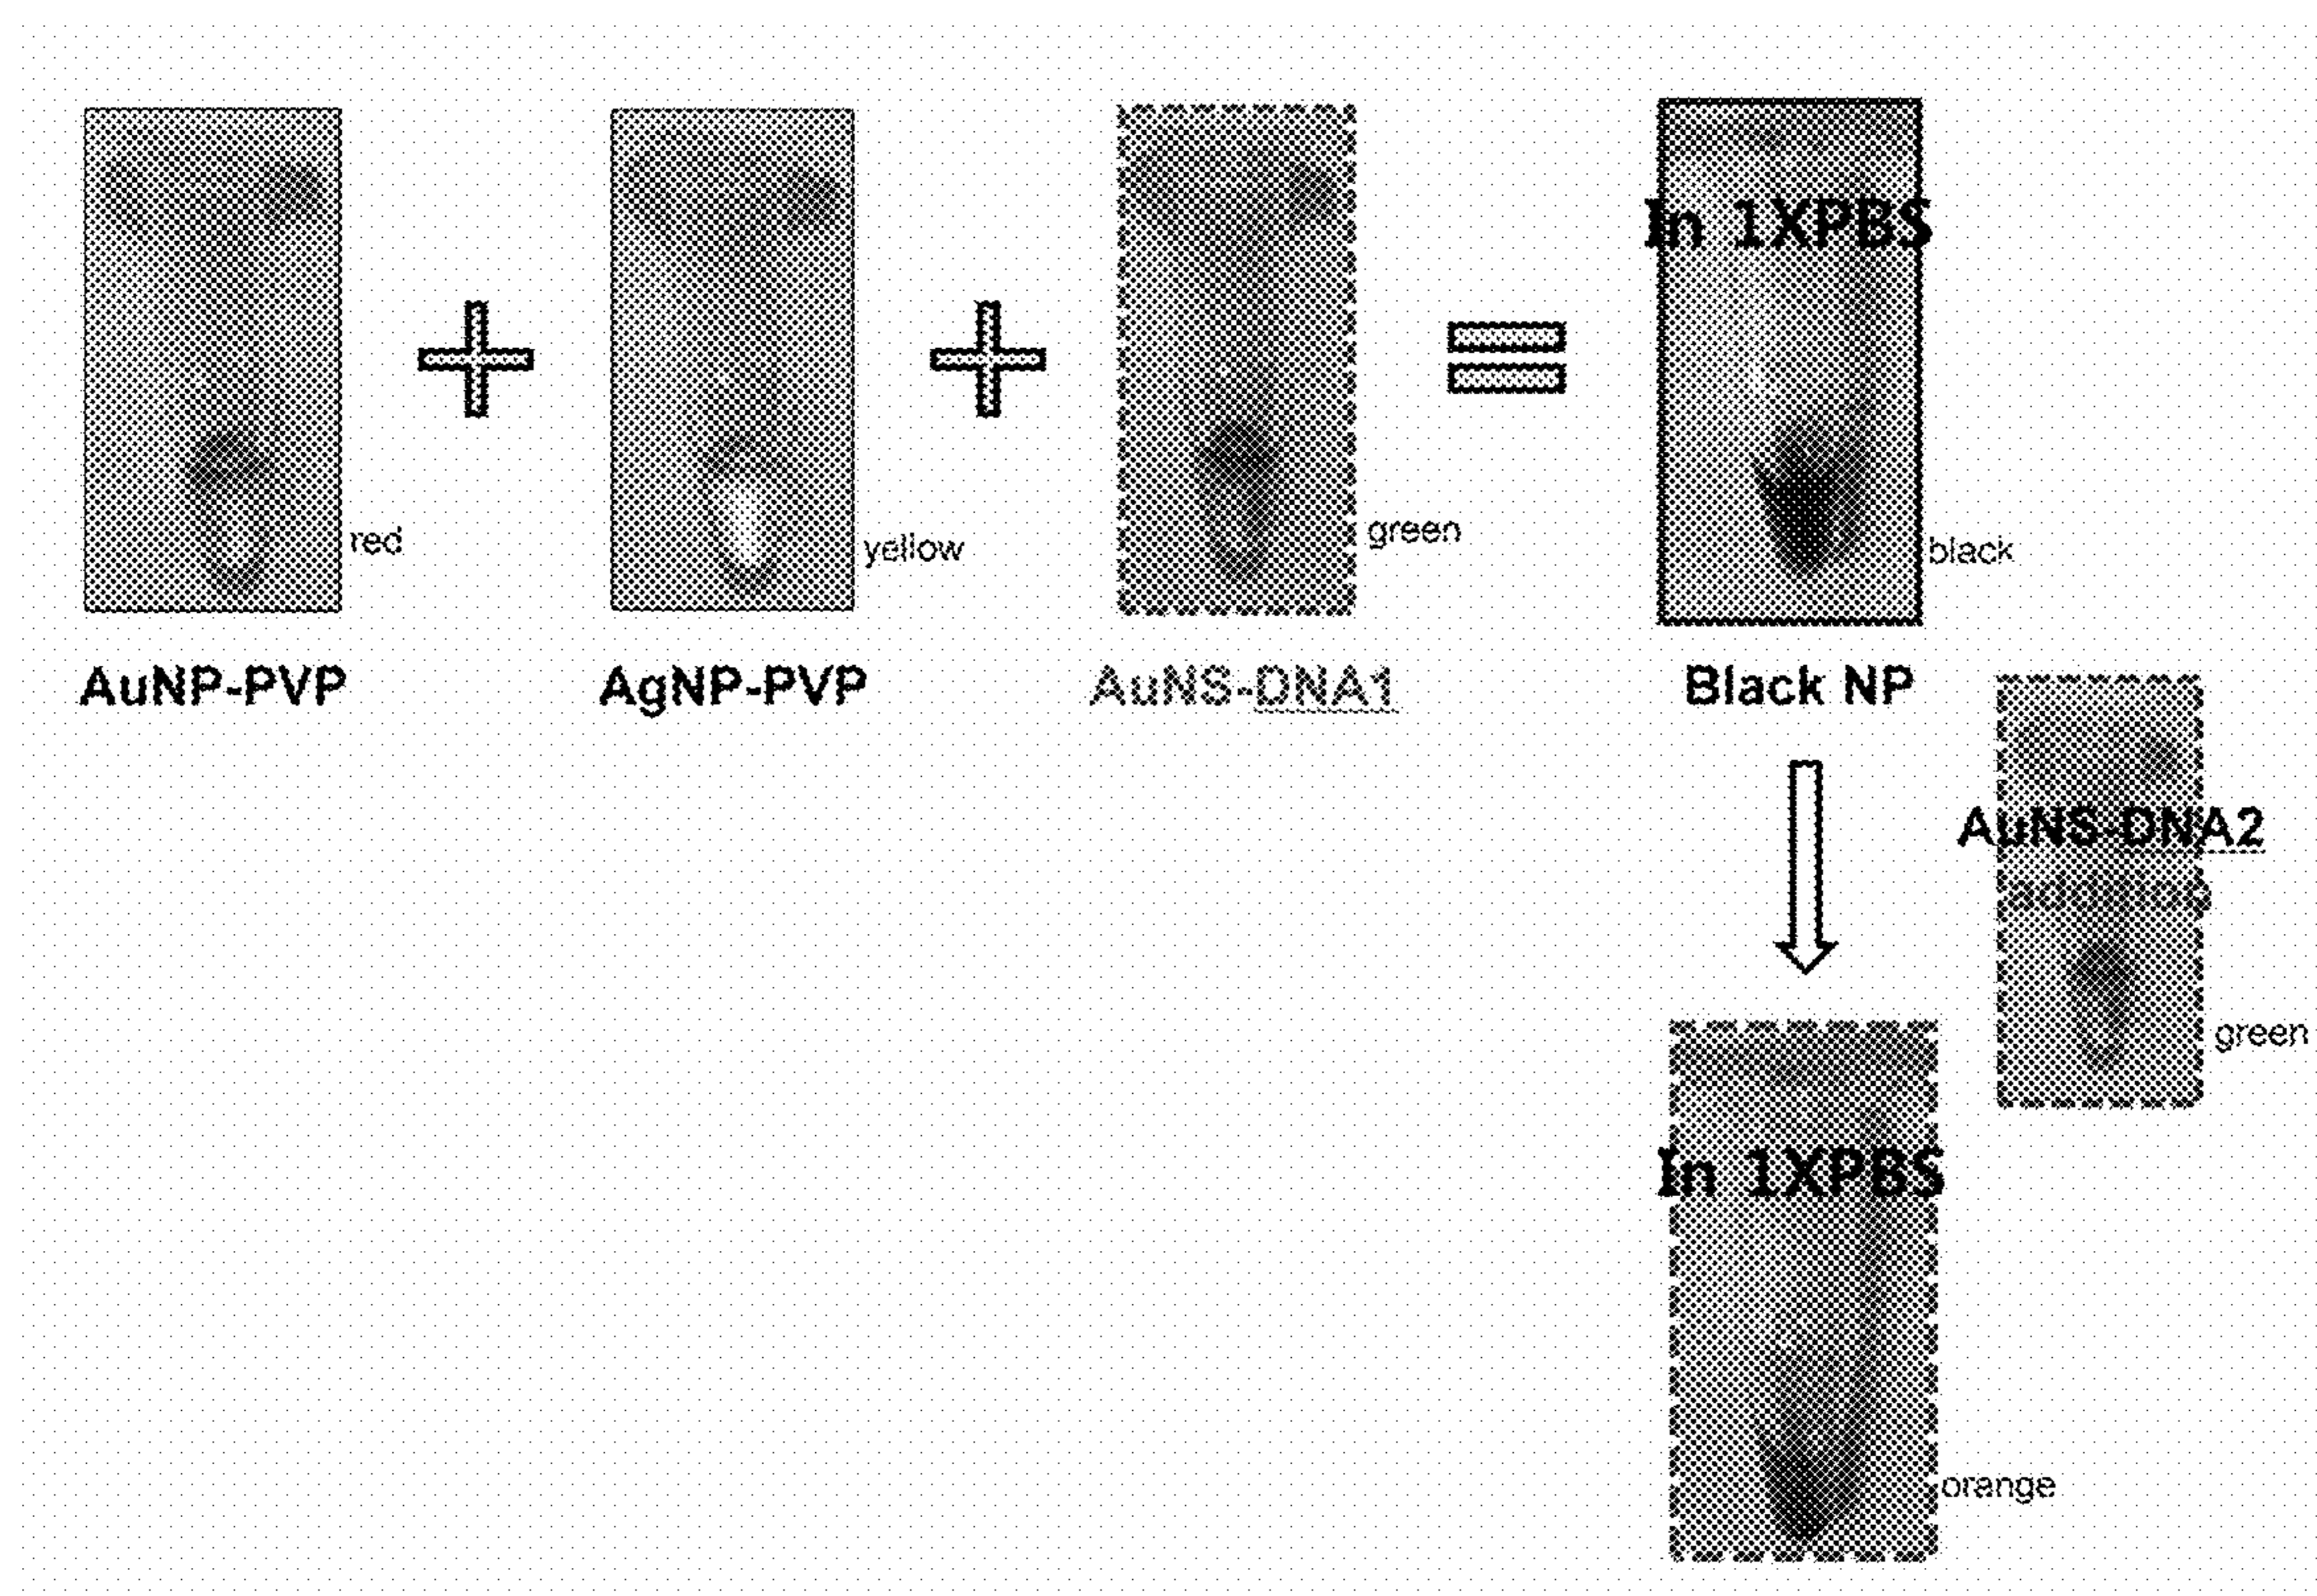 red
yellow
green
In 1XPBS
black
AuNP-PVP
AgNP-PVP
AuNS-DNA1
Black NP
AuNS-DNA2
green
In 1XPBS
orange